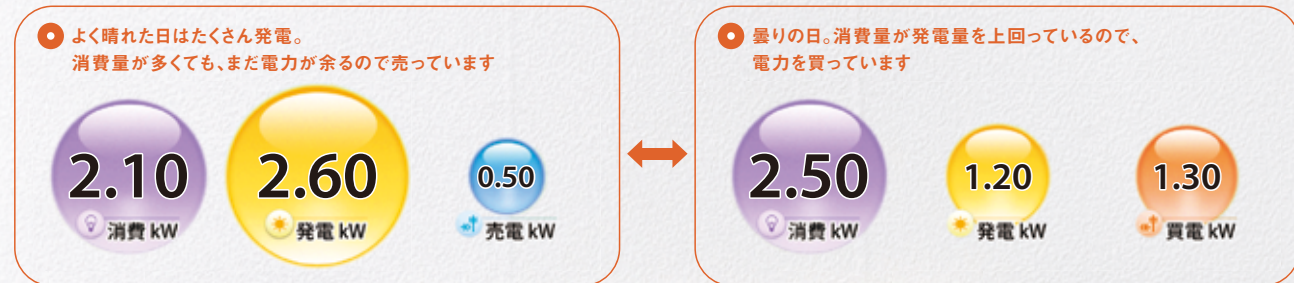 よく晴れた日はたくさん発電。
消費量が多くても、まだ電力が余るので売っています
2.10
消費 kW
2.60
発電 kW
0.50
売電 kW
曇りの日。消費量が発電量を上回っているので、
電力を買っています
2.50
消費 kW
1.20
発電 kW
1.30
買電 kW